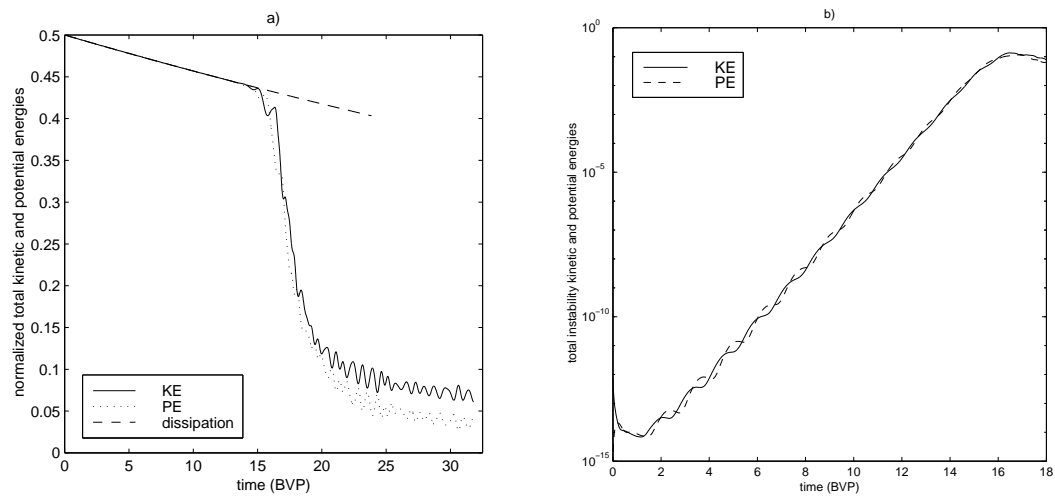 a)
normalized total kinetic and potential energies
0.5
0.45
0.4
0.35
0.3
0.25
0.2
0.15
0.1
0.05
0
KE
PE
dissipation
0
5
10
15
20
25
30
time (BVP)
b)
total instability kinetic and potential energies
10^0
10^−5
10^−10
10^−15
KE
PE
0
2
4
6
8
10
12
14
16
18
time (BVP)